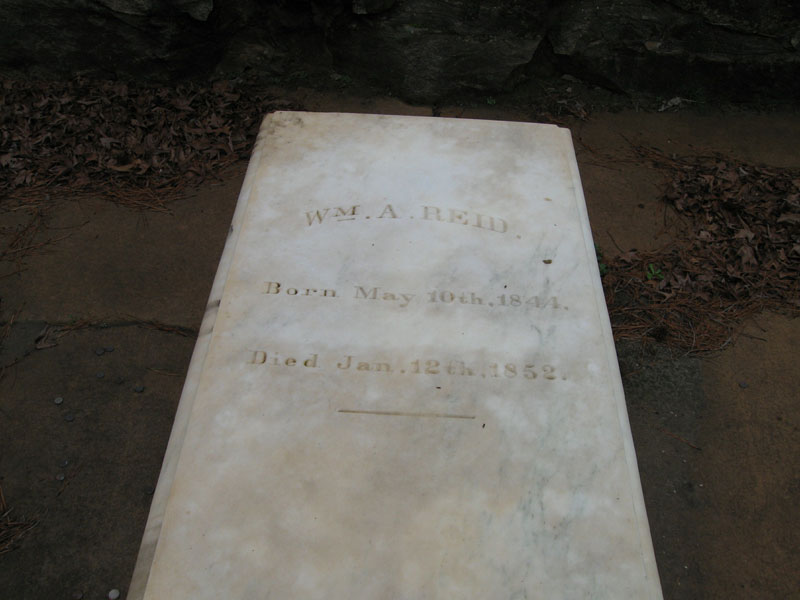 WM. A. REID.
Born May 10th, 1844.
Died Jan. 12th, 1852.